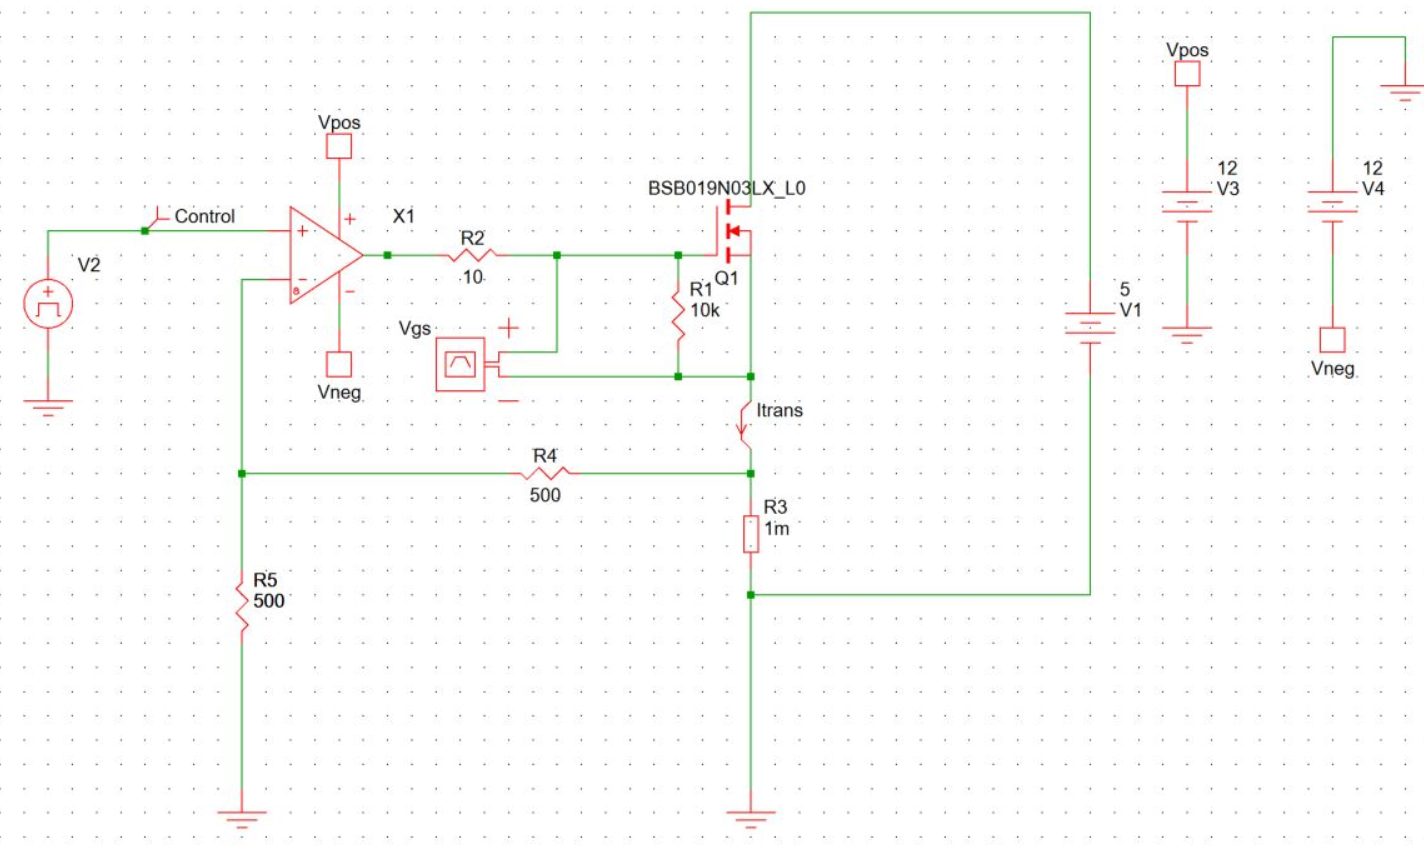 Vpos
Vpos
BSB019N03LX_L0
Control
X1
12
V3
12
V4
R2
10
V2
Q1
R1
10k
5
V1
Vgs
Vneg
Vneg
Itrans
R4
500
R3
1m
R5
500